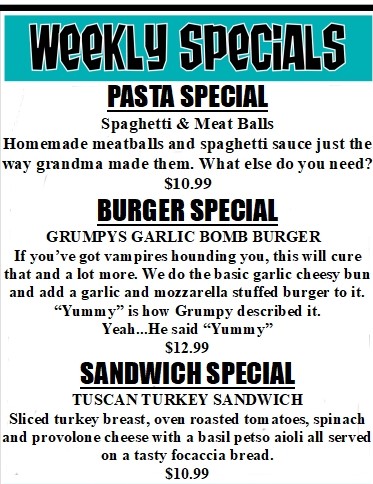 WEEKLY SPECIALS
PASTA SPECIAL
Spaghetti & Meat Balls
Homemade meatballs and spaghetti sauce just the
way grandma made them. What else do you need?
$10.99
BURGER SPECIAL
GRUMPYS GARLIC BOMB BURGER
If you've got vampires hounding you, this will cure
that and a lot more. We do the basic garlic cheesy bun
and add a garlic and mozzarella stuffed burger to it.
“Yummy” is how Grumpy described it.
Yeah...He said “Yummy”
$12.99
SANDWICH SPECIAL
TUSCAN TURKEY SANDWICH
Sliced turkey breast, oven roasted tomatoes, spinach
and provolone cheese with a basil petso aioli all served
on a tasty focaccia bread.
$10.99